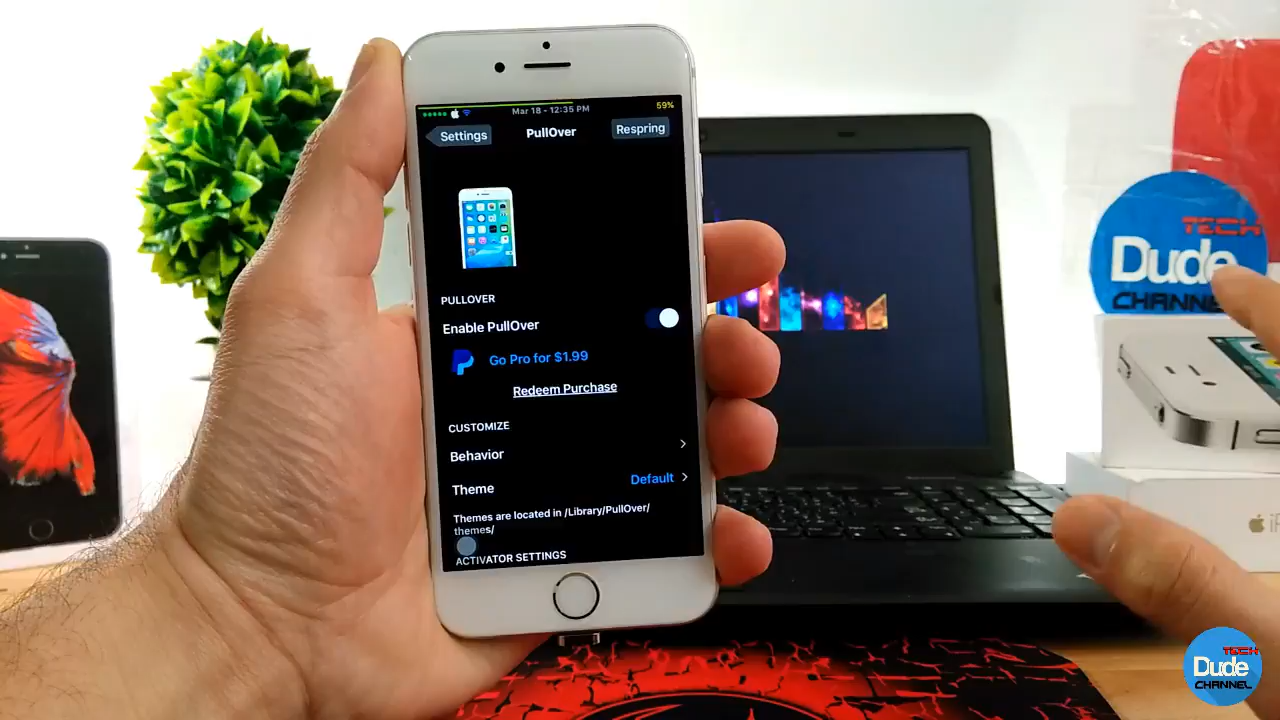 Mar 18 - 12:35 PM
59%
Settings
PullOver
Respring
PULLOVER
Enable PullOver
Go Pro for $1.99
Redeem Purchase
CUSTOMIZE
Behavior
Theme
Default
Themes are located in /Library/PullOver/
themes/
ACTIVATOR SETTINGS
TECH
Dude
CHANNEL
TECH
Dude
CHANNEL